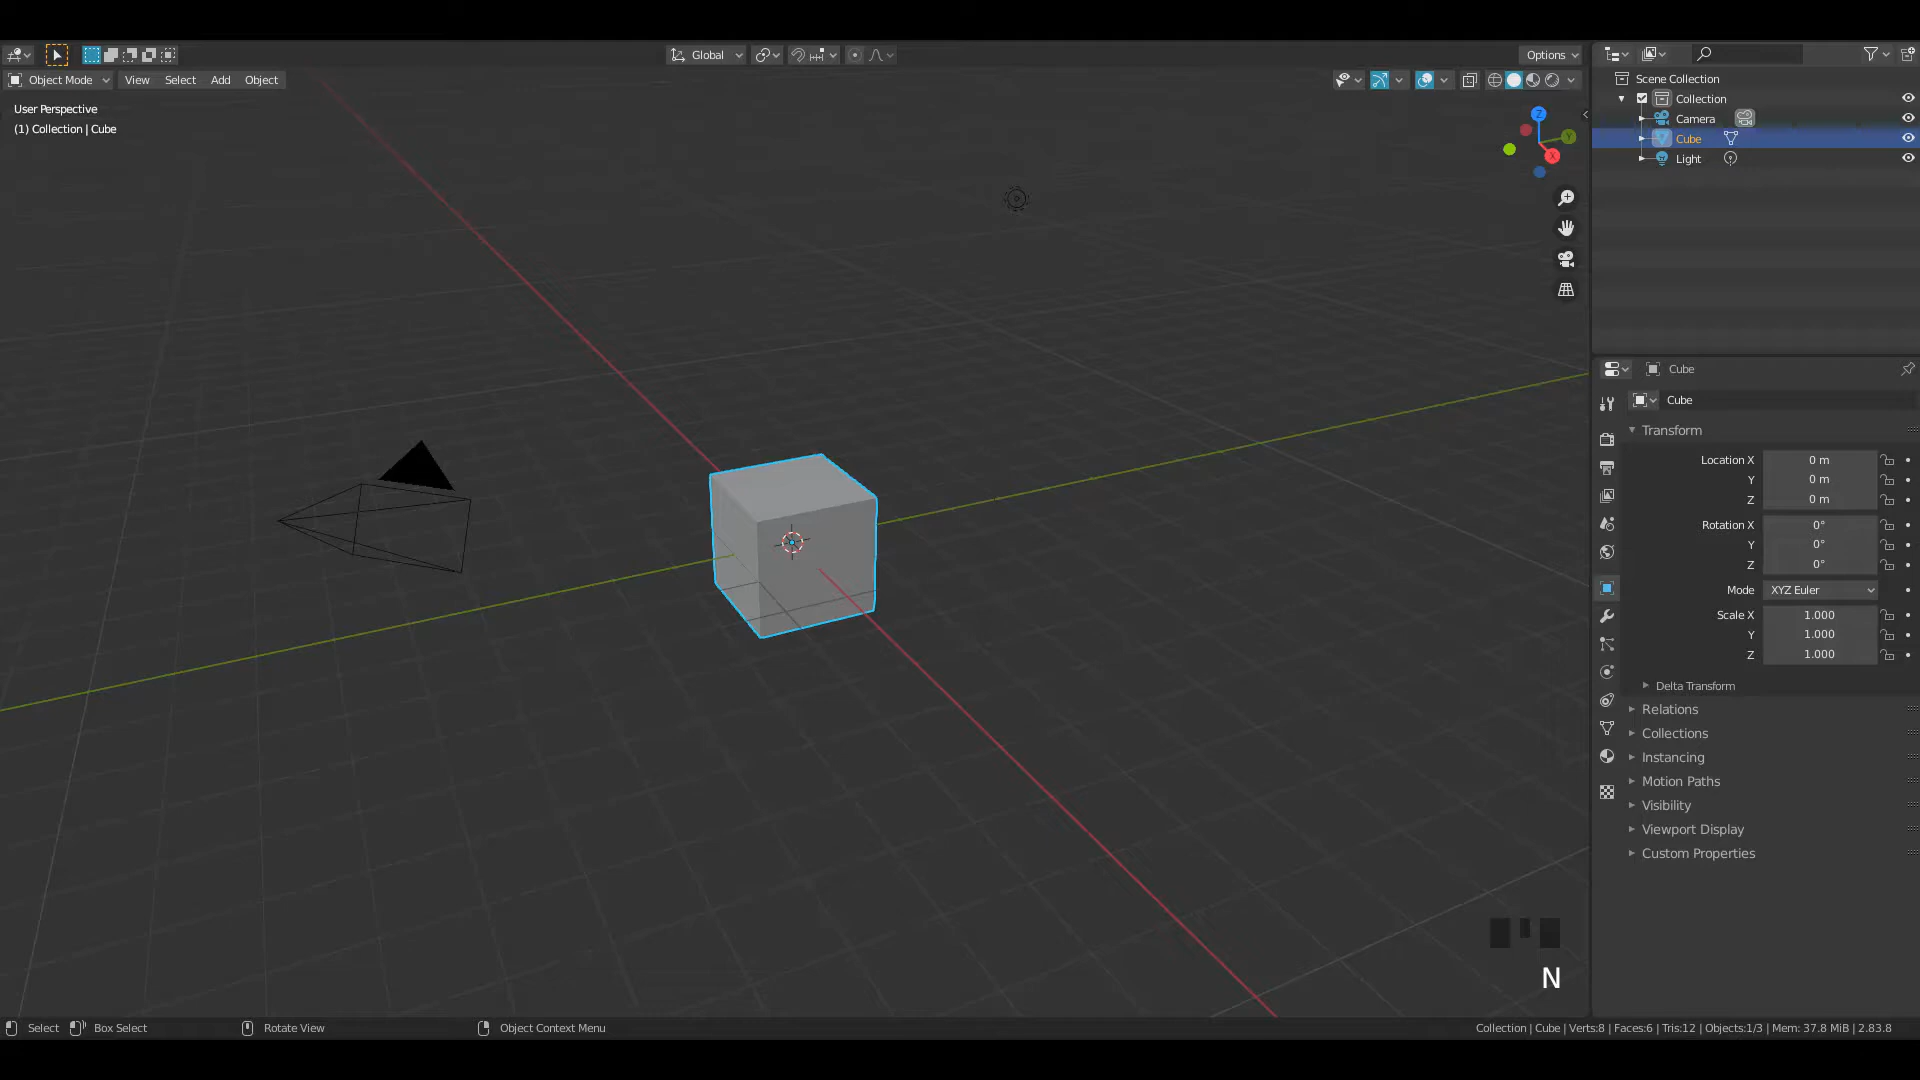 Global
Options
Object Mode
View
Select
Add
Object
User Perspective
(1) Collection | Cube
Z
Y
X
Scene Collection
Collection
Camera
Cube
Light
Cube
Cube
Transform
Location X
0 m
Y
0 m
Z
0 m
Rotation X
0°
Y
0°
Z
0°
Mode
XYZ Euler
Scale X
1.000
Y
1.000
Z
1.000
Delta Transform
Relations
Collections
Instancing
Motion Paths
Visibility
Viewport Display
Custom Properties
N
Select
Box Select
Rotate View
Object Context Menu
Collection | Cube | Verts:8 | Faces:6 | Tris:12 | Objects:1/3 | Mem: 37.8 MiB | 2.83.8